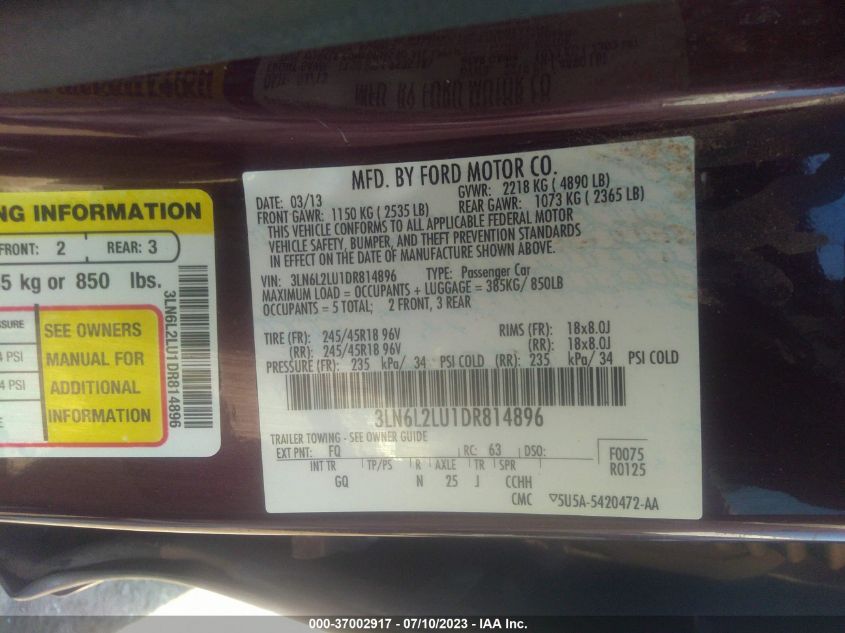 NG INFORMATION
FRONT: 2 REAR: 3
5 kg or 850 lbs.
SSURE
4 PSI
4 PSI
SEE OWNERS
MANUAL FOR
ADDITIONAL
INFORMATION
3LN6L2LU1DR814896
MFD. BY FORD MOTOR CO.
DATE: 03/13 GVWR: 2218 KG ( 4890 LB)
FRONT GAWR: 1150 KG ( 2535 LB) REAR GAWR: 1073 KG ( 2365 LB)
THIS VEHICLE CONFORMS TO ALL APPLICABLE FEDERAL MOTOR
VEHICLE SAFETY, BUMPER, AND THEFT PREVENTION STANDARDS
IN EFFECT ON THE DATE OF MANUFACTURE SHOWN ABOVE.
VIN: 3LN6L2LU1DR814896 TYPE: Passenger Car
MAXIMUM LOAD = OCCUPANTS + LUGGAGE = 385KG/ 850LB
OCCUPANTS = 5 TOTAL; 2 FRONT, 3 REAR
TIRE (FR): 245/45R18 96V RIMS (FR): 18x8.0J
(RR): 245/45R18 96V (RR): 18x8.0J
PRESSURE (FR): 235 kPa/ 34 PSI COLD (RR): 235 kPa/ 34 PSI COLD
3LN6L2LU1DR814896
TRAILER TOWING - SEE OWNER GUIDE
EXT PNT: FQ RC: 63 DSO:
F0075
R0125
INT TR TP/PS R AXLE TR SPR
GQ N 25 J CCHH
CMC 5U5A-5420472-AA
000-37002917 - 07/10/2023 - IAAI.com.